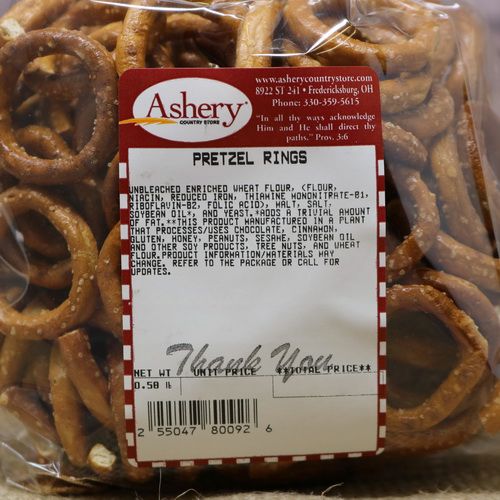 Ashery
COUNTRY STORE
www.asherycountrystore.com
8922 ST 241 • Fredericksburg, OH
Phone: 330-359-5615
"In all thy ways acknowledge
Him and He shall direct thy
paths." Prov. 3:6
PRETZEL RINGS
UNBLEACHED ENRICHED WHEAT FLOUR, (FLOUR,
NIACIN, REDUCED IRON, THIAMINE MONONITRATE-B1,
RIBOFLAVIN-B2, FOLIC ACID), MALT, SALT,
SOYBEAN OIL*, AND YEAST.*ADDS A TRIVIAL AMOUNT
OF FAT.**THIS PRODUCT MANUFACTURED IN A PLANT
THAT PROCESSES/USES CHOCOLATE, CINNAMON,
GLUTEN, HONEY, PEANUTS, SESAME, SOYBEAN OIL
AND OTHER SOY PRODUCTS, TREE NUTS, AND WHEAT
FLOUR.PRODUCT INFORMATION/MATERIALS MAY
CHANGE. REFER TO THE PACKAGE OR CALL FOR
UPDATES.
Thank You
NET WT UNIT PRICE **TOTAL PRICE**
0.58 lb
2 55047 80092 6